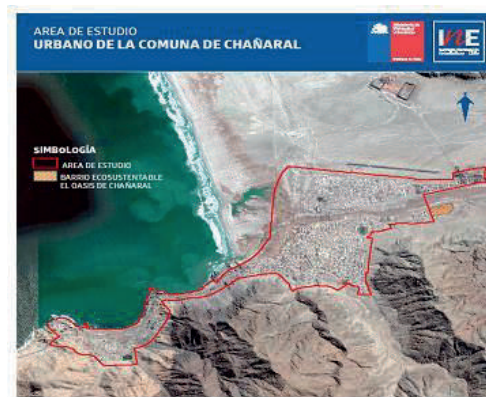 AREA DE ESTUDIO
URBANO DE LA COMUNA DE CHAÑARAL
INE
SIMBOLOGÍA
AREA DE ESTUDIO
BARRIO ECOSUSTENTABLE
EL OASIS DE CHAÑARAL